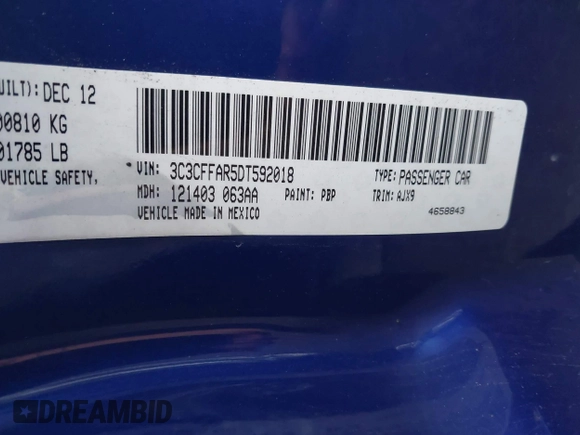 UILT): DEC 12
00810 KG
01785 LB
VEHICLE SAFETY,
VIN: 3C3CFFAR5DT592018 TYPE: PASSENGER CAR
MDH: 121403 063AA PAINT: PBP TRIM: AJX9
VEHICLE MADE IN MEXICO 4658843
DREAMBID